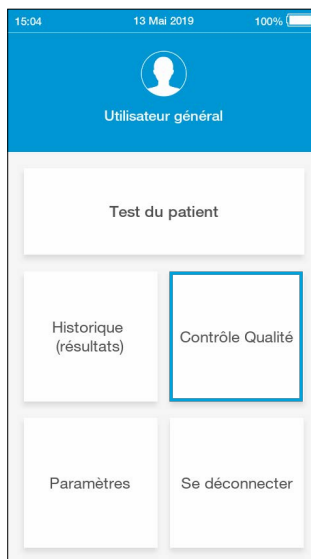 15:04 13 Mai 2019 100%
Utilisateur général
Test du patient
Historique
(résultats)
Contrôle Qualité
Paramètres
Se déconnecter